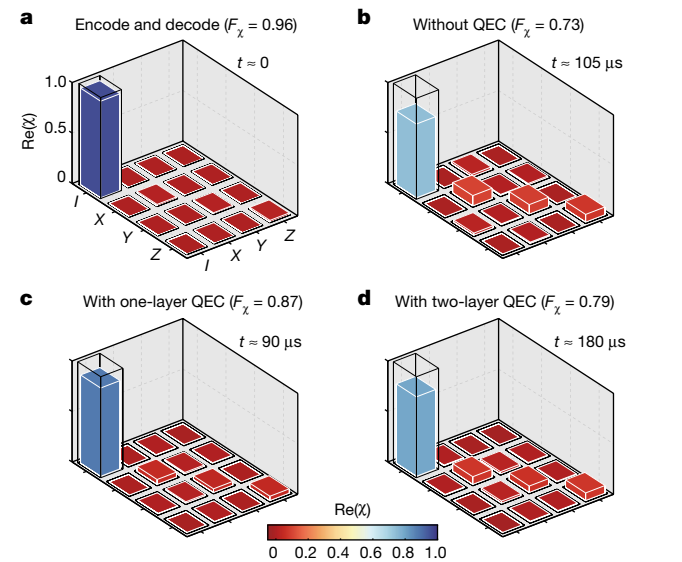 a
Encode and decode (Fχ = 0.96)
t ≈ 0
1.0
0.5
0
Re(χ)
I
X
Y
Z
I
X
Y
Z
b
Without QEC (Fχ = 0.73)
t ≈ 105 μs
c
With one-layer QEC (Fχ = 0.87)
t ≈ 90 μs
d
With two-layer QEC (Fχ = 0.79)
t ≈ 180 μs
Re(χ)
0 0.2 0.4 0.6 0.8 1.0